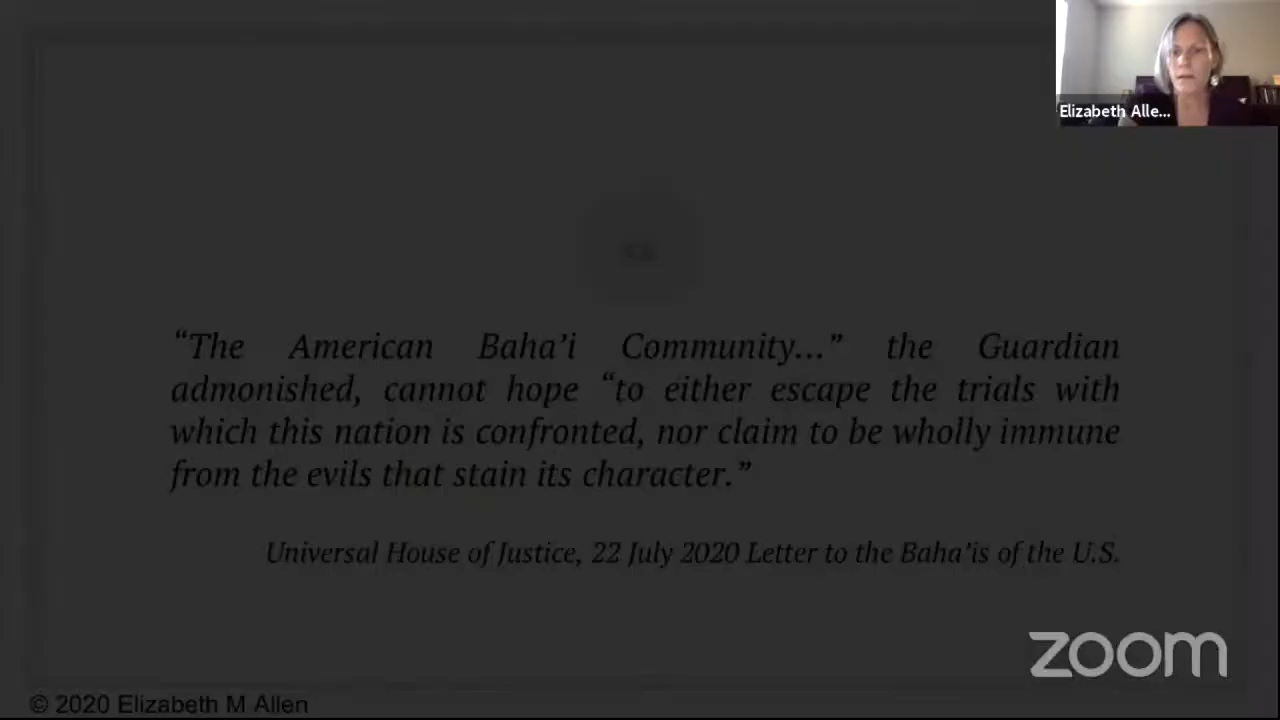 Elizabeth Alle...
“The American Baha’i Community...” the Guardian
admonished, cannot hope “to either escape the trials with
which this nation is confronted, nor claim to be wholly immune
from the evils that stain its character.”
Universal House of Justice, 22 July 2020 Letter to the Baha’is of the U.S.
zoom
© 2020 Elizabeth M Allen